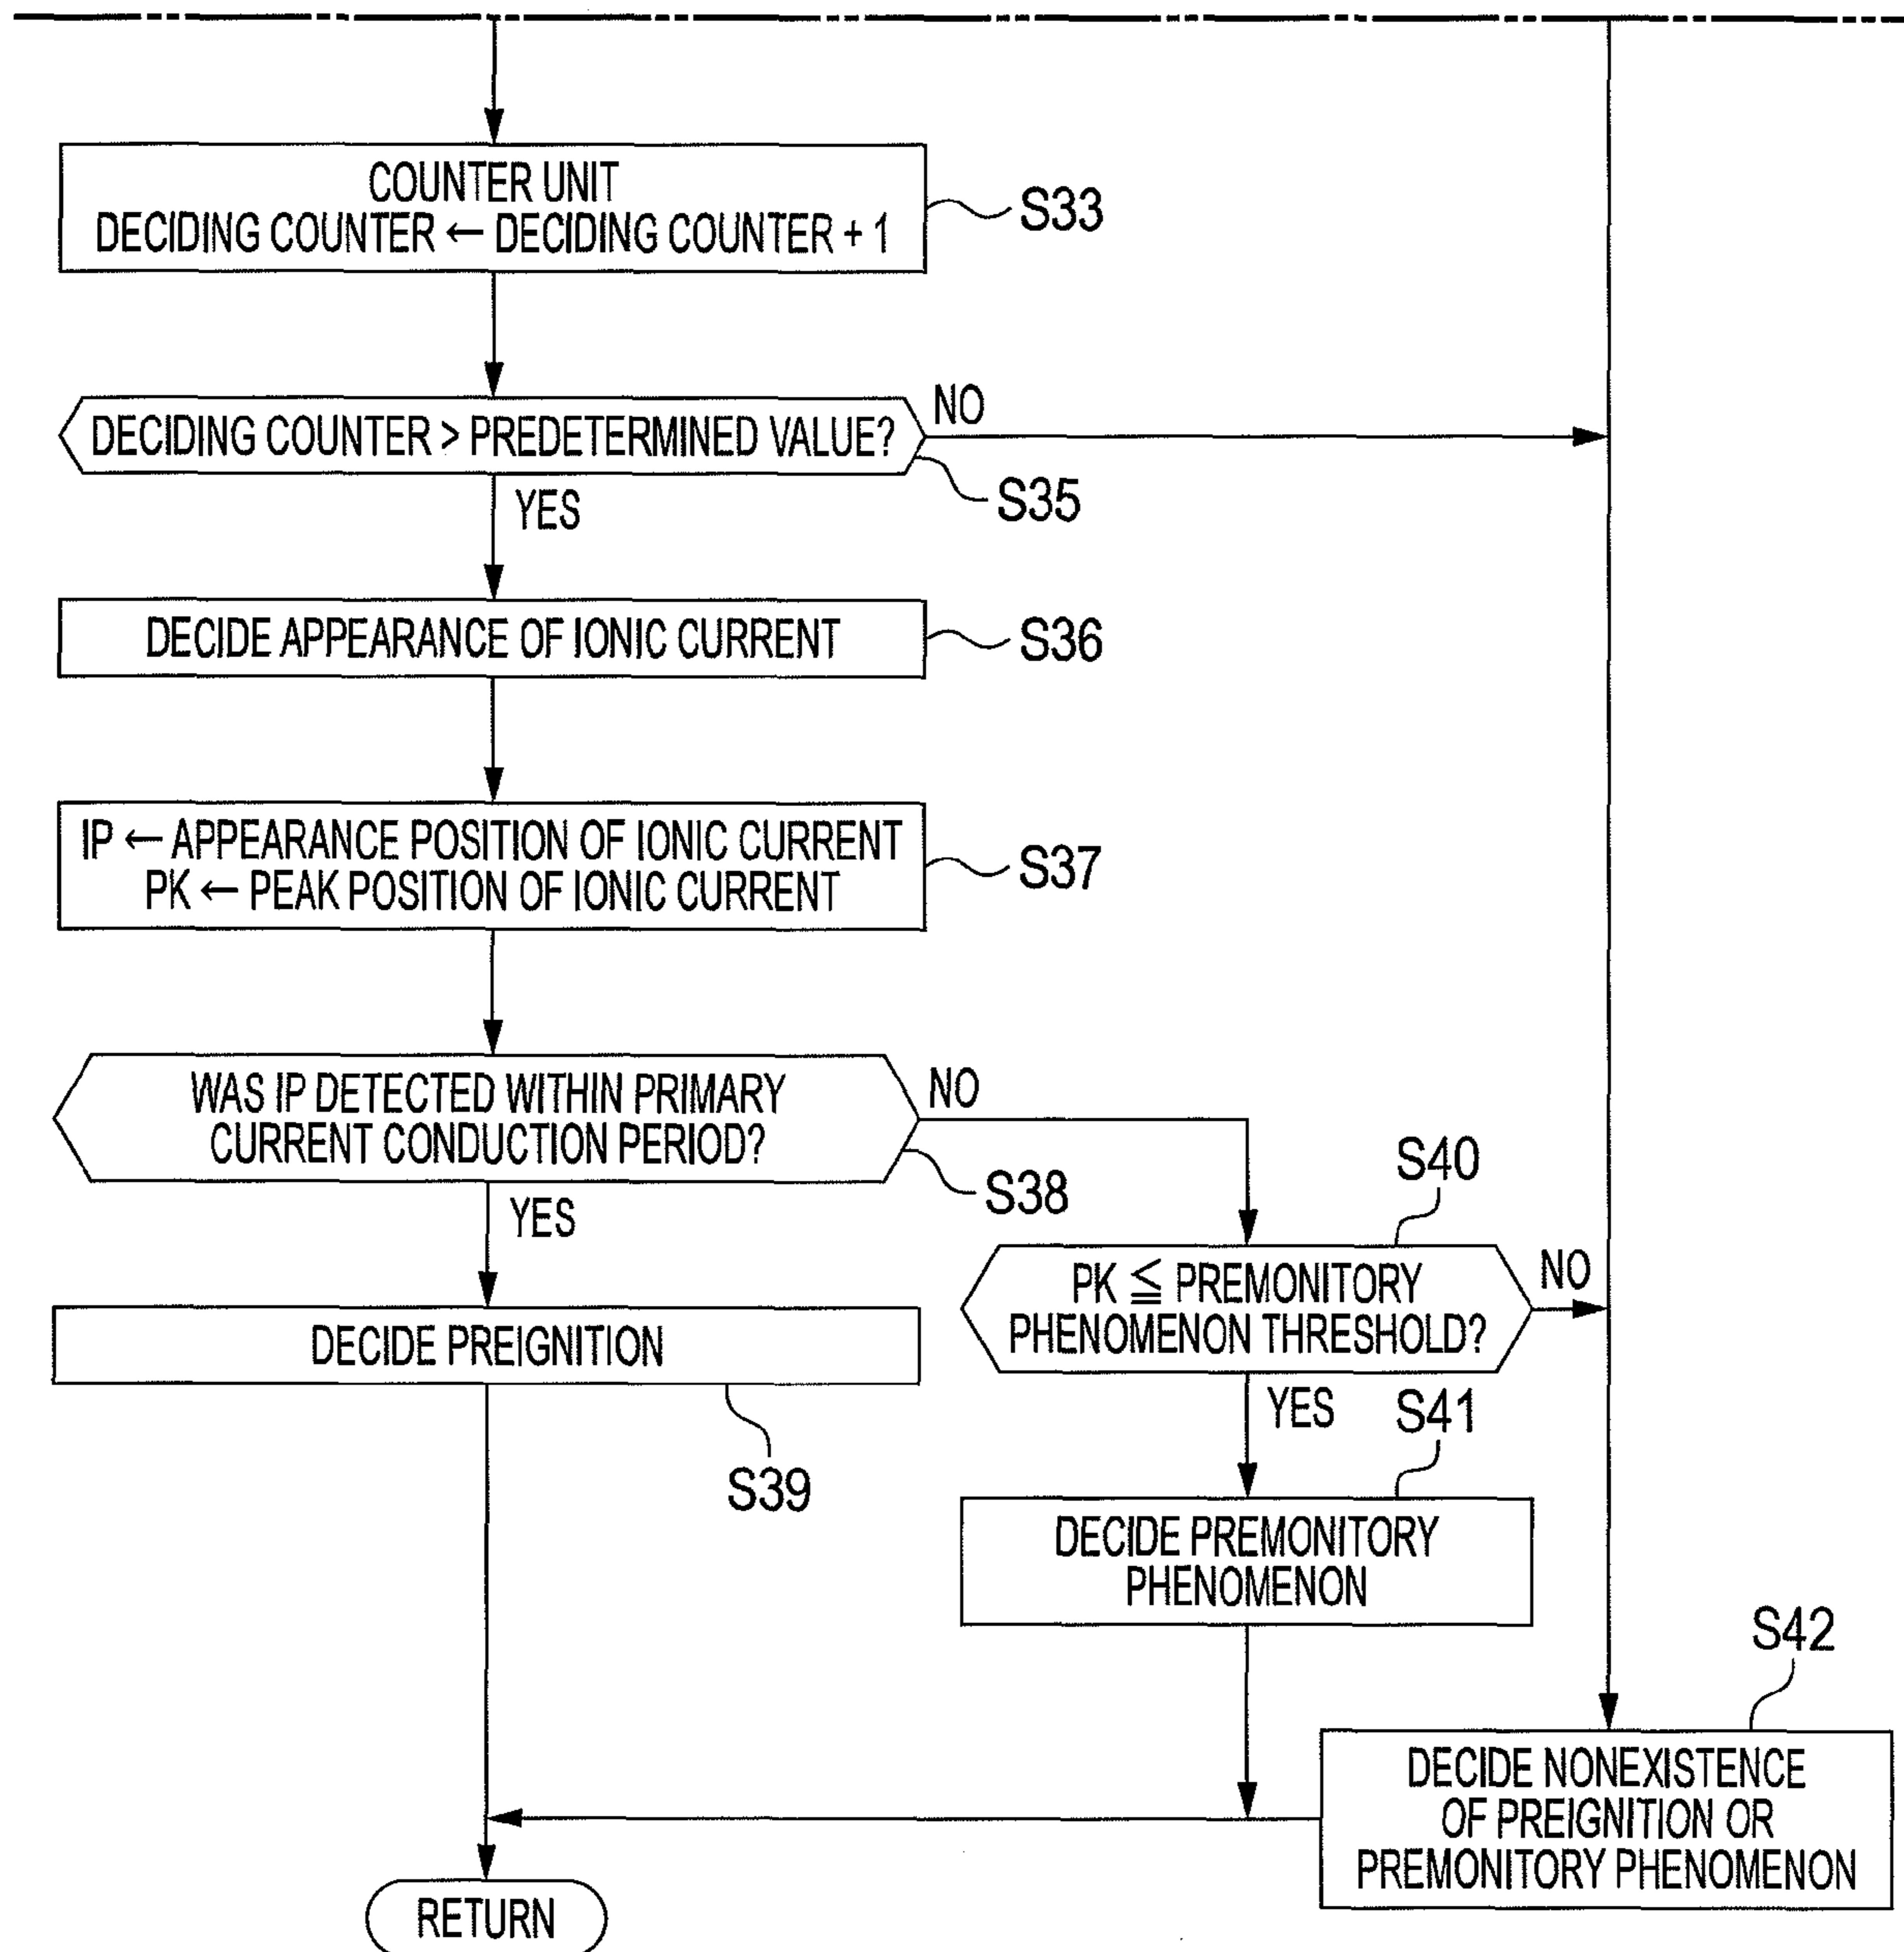 COUNTER UNIT
DECIDING COUNTER ← DECIDING COUNTER + 1
S33
DECIDING COUNTER > PREDETERMINED VALUE?
NO
S35
YES
DECIDE APPEARANCE OF IONIC CURRENT
S36
IP ← APPEARANCE POSITION OF IONIC CURRENT
PK ← PEAK POSITION OF IONIC CURRENT
S37
WAS IP DETECTED WITHIN PRIMARY
CURRENT CONDUCTION PERIOD?
NO
S38
YES
S40
PK ≦ PREMONITORY
PHENOMENON THRESHOLD?
NO
DECIDE PREIGNITION
S39
YES
S41
DECIDE PREMONITORY
PHENOMENON
S42
DECIDE NONEXISTENCE
OF PREIGNITION OR
PREMONITORY PHENOMENON
RETURN